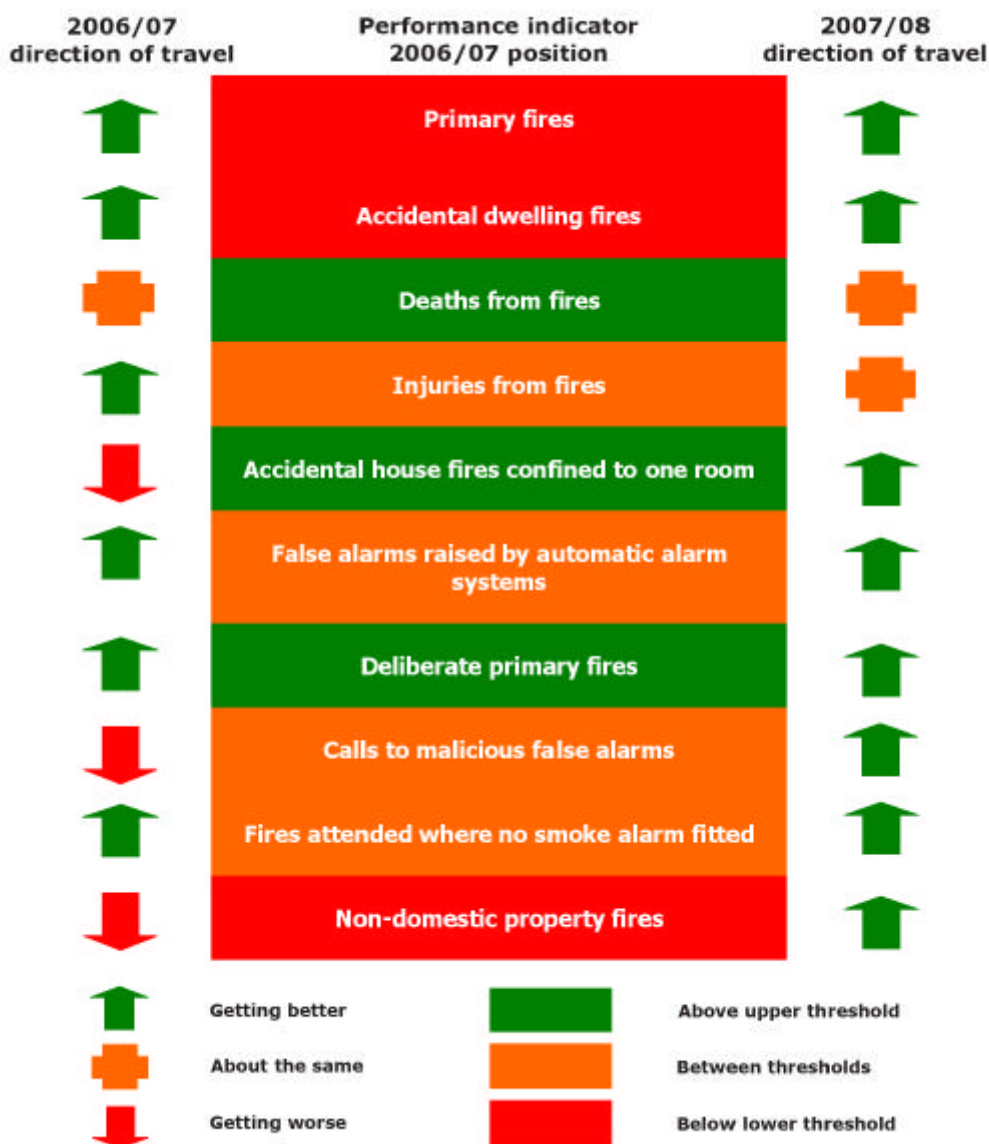 2006/07
direction of travel
Performance indicator
2006/07 position
2007/08
direction of travel
Primary fires
Accidental dwelling fires
Deaths from fires
Injuries from fires
Accidental house fires confined to one room
False alarms raised by automatic alarm
systems
Deliberate primary fires
Calls to malicious false alarms
Fires attended where no smoke alarm fitted
Non-domestic property fires
Getting better
Above upper threshold
About the same
Between thresholds
Getting worse
Below lower threshold